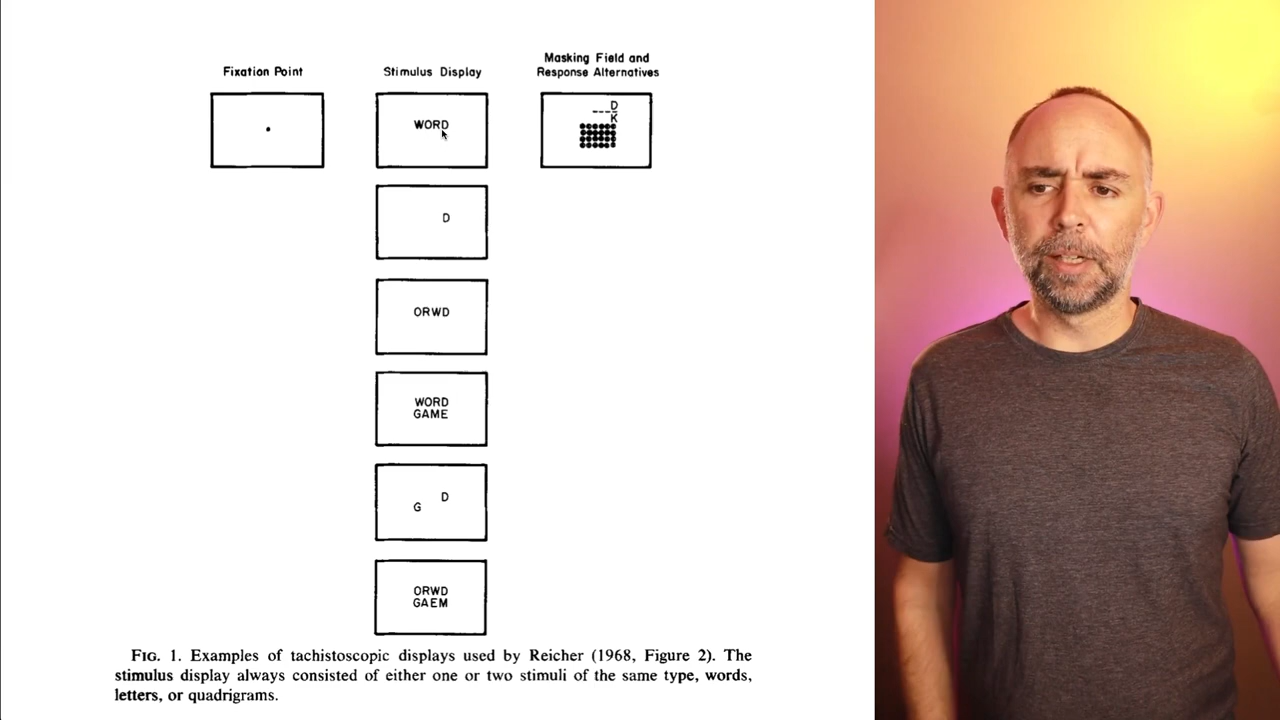 Fixation Point
Stimulus Display
Masking Field and
Response Alternatives
WORD
D
----
K
D
ORWD
WORD
GAME
D
G
ORWD
GAEM
FIG. 1. Examples of tachistoscopic displays used by Reicher (1968, Figure 2). The
stimulus display always consisted of either one or two stimuli of the same type, words,
letters, or quadrigrams.